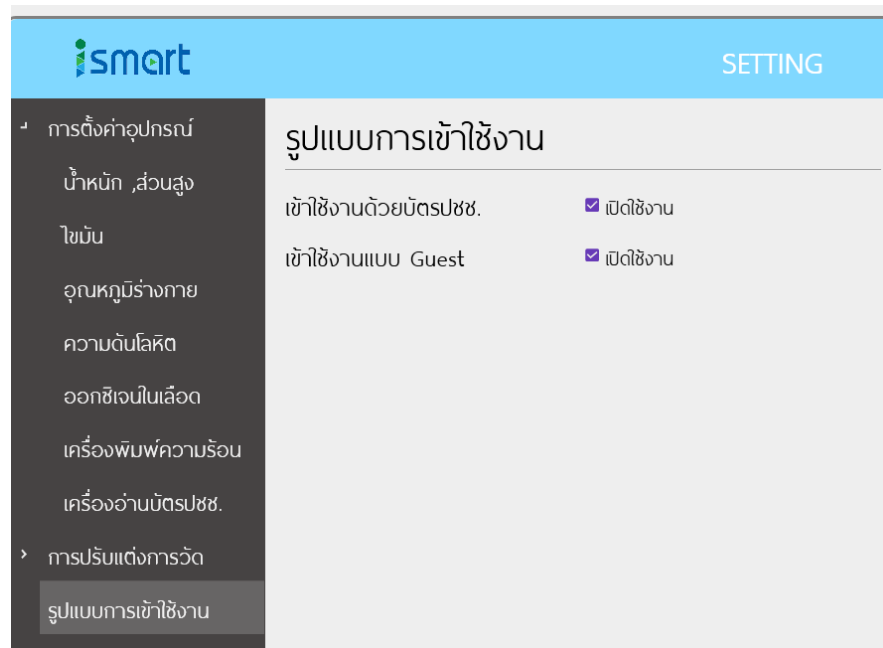 ismart
SETTING
การตั้งค่าอุปกรณ์
น้ำหนัก ,ส่วนสูง
ไขมัน
อุณหภูมิร่างกาย
ความดันโลหิต
ออกซิเจนในเลือด
เครื่องพิมพ์ความร้อน
เครื่องอ่านบัตรปชช.
การปรับแต่งการวัด
รูปแบบการเข้าใช้งาน
รูปแบบการเข้าใช้งาน
เข้าใช้งานด้วยบัตรปชช. เปิดใช้งาน
เข้าใช้งานแบบ Guest เปิดใช้งาน